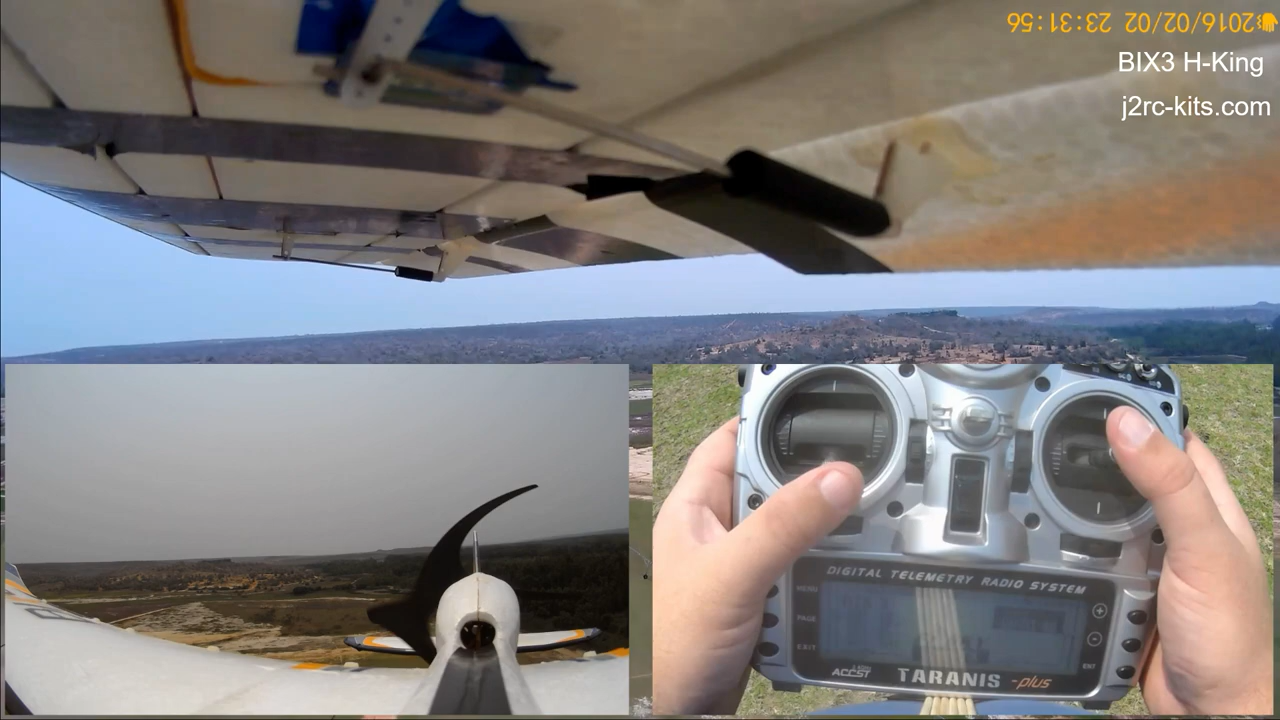 2016/02/02 23:31:56
BIX3 H-King
j2rc-kits.com
DIGITAL TELEMETRY RADIO SYSTEM
MENU
PAGE
EXIT
ENT
ACCST
TARANIS -plus